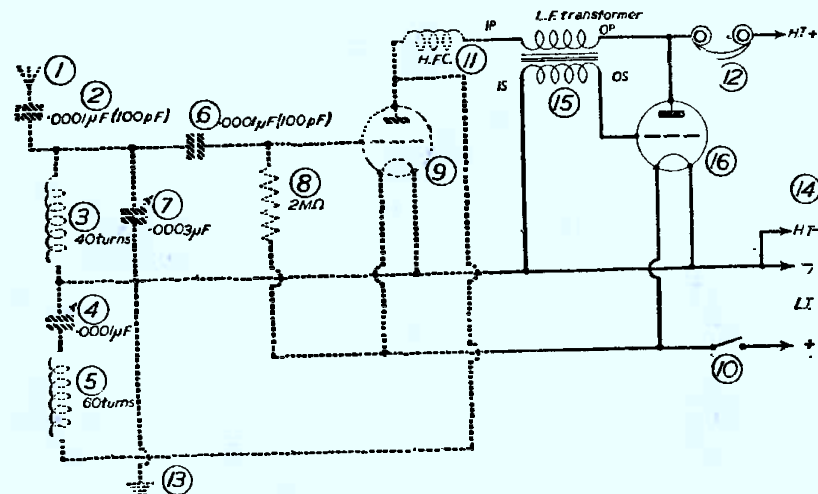 L.F. transformer
IP
OP
HT+
H.F.C.
11
12
1
2
.0001µF(100pF)
6
.0001µF(100pF)
IS
15
OS
16
9
8
2MΩ
3
40turns
7
.0003µF
14
HT-
-
4
.0001µF
L.T.
+
10
5
60turns
13